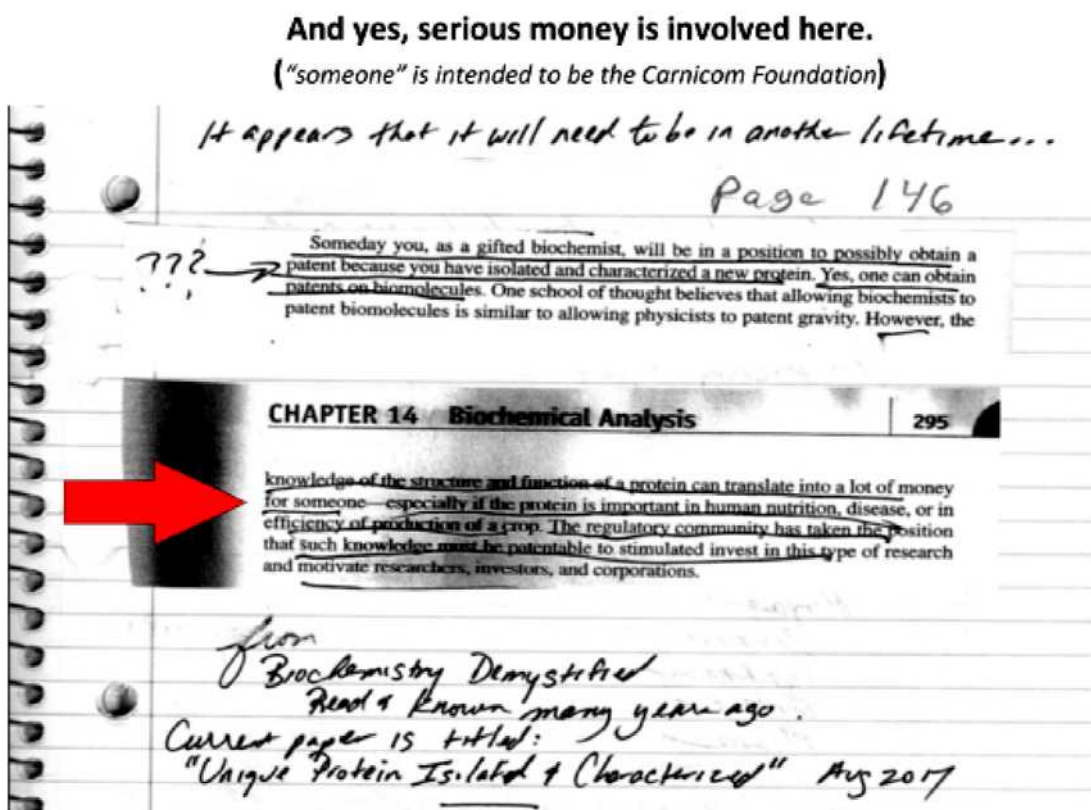 And yes, serious money is involved here.
("someone" is intended to be the Carnicom Foundation)
It appears that it will need to be in another lifetime...
Page 146
Someday you, as a gifted biochemist, will be in a position to possibly obtain a
??? patent because you have isolated and characterized a new protein. Yes, one can obtain
patents on biomolecules. One school of thought believes that allowing biochemists to
patent biomolecules is similar to allowing physicists to patent gravity. However, the
CHAPTER 14 Biochemical Analysis 295
knowledge of the structure and function of a protein can translate into a lot of money
for someone—especially if the protein is important in human nutrition, disease, or in
efficiency of production of a crop. The regulatory community has taken the position
that such knowledge must be patentable to stimulated invest in this type of research
and motivate researchers, investors, and corporations.
from
Biochemistry Demystified
Read & known many years ago.
Current paper is titled:
"Unique Protein Isolated & Characterized" Aug 2017